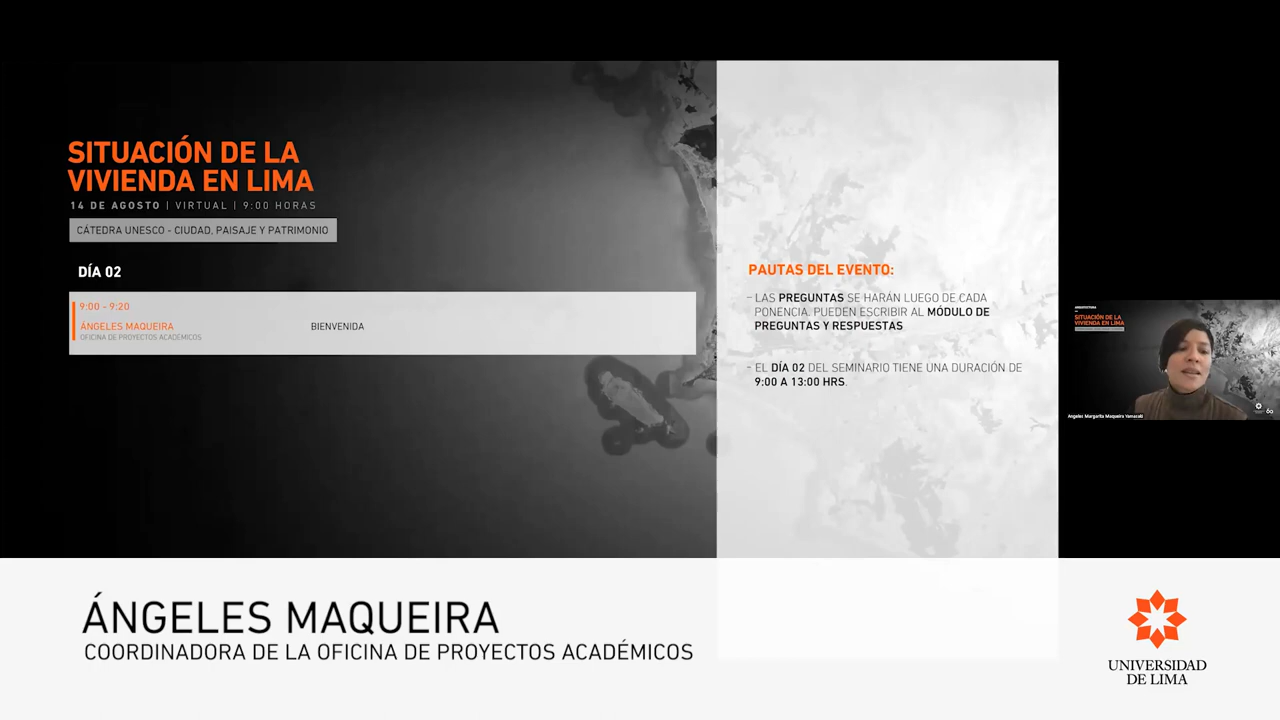 SITUACIÓN DE LA
VIVIENDA EN LIMA
14 DE AGOSTO | VIRTUAL | 9:00 HORAS
CÁTEDRA UNESCO - CIUDAD, PAISAJE Y PATRIMONIO
DÍA 02
9:00 - 9:20
ÁNGELES MAQUEIRA
BIENVENIDA
OFICINA DE PROYECTOS ACADÉMICOS
PAUTAS DEL EVENTO:
- LAS PREGUNTAS SE HARÁN LUEGO DE CADA
PONENCIA. PUEDEN ESCRIBIR AL MÓDULO DE
PREGUNTAS Y RESPUESTAS
- EL DÍA 02 DEL SEMINARIO TIENE UNA DURACIÓN DE
9:00 A 13:00 HRS.
SITUACIÓN DE LA
VIVIENDA EN LIMA
Angeles Margarita Maqueira Yamasaki
ÁNGELES MAQUEIRA
COORDINADORA DE LA OFICINA DE PROYECTOS ACADÉMICOS
UNIVERSIDAD
DE LIMA